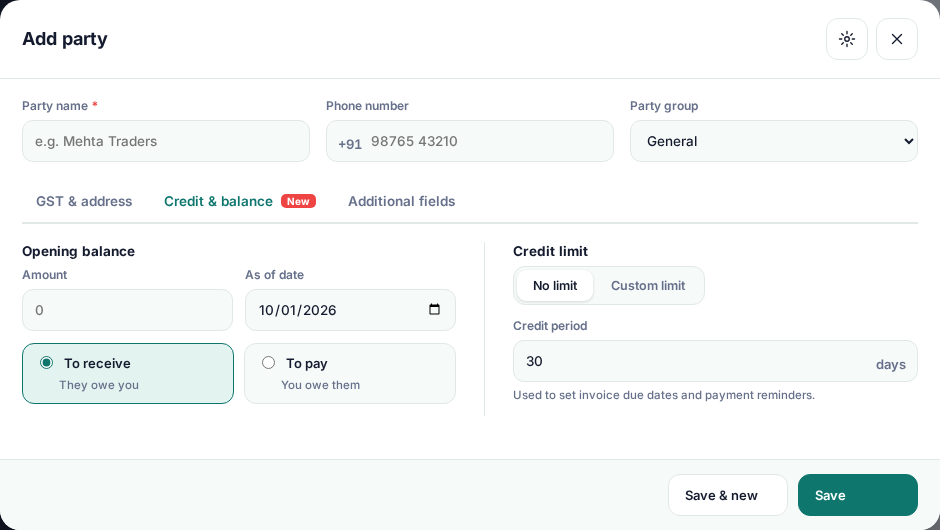 Add party
Party name * Phone number Party group
e.g. Mehta Traders +91 98765 43210 General
GST & address Credit & balance New Additional fields
Opening balance
Amount As of date
0 10/01/2026
To receive To pay
They owe you You owe them
Credit limit
No limit Custom limit
Credit period
30 days
Used to set invoice due dates and payment reminders.
Save & new Save